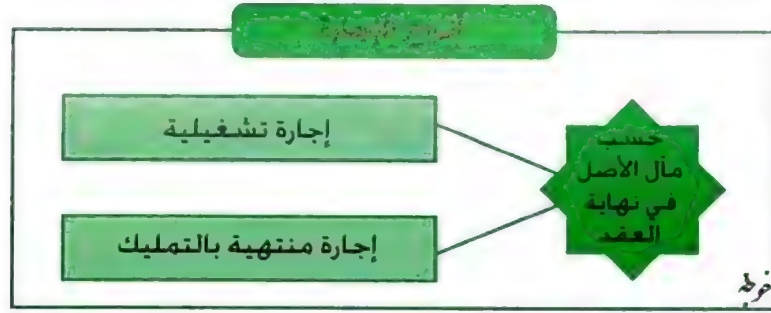 حسب
مآل الأصل
في نهاية
العقد
إجارة تشغيلية
إجارة منتهية بالتمليك